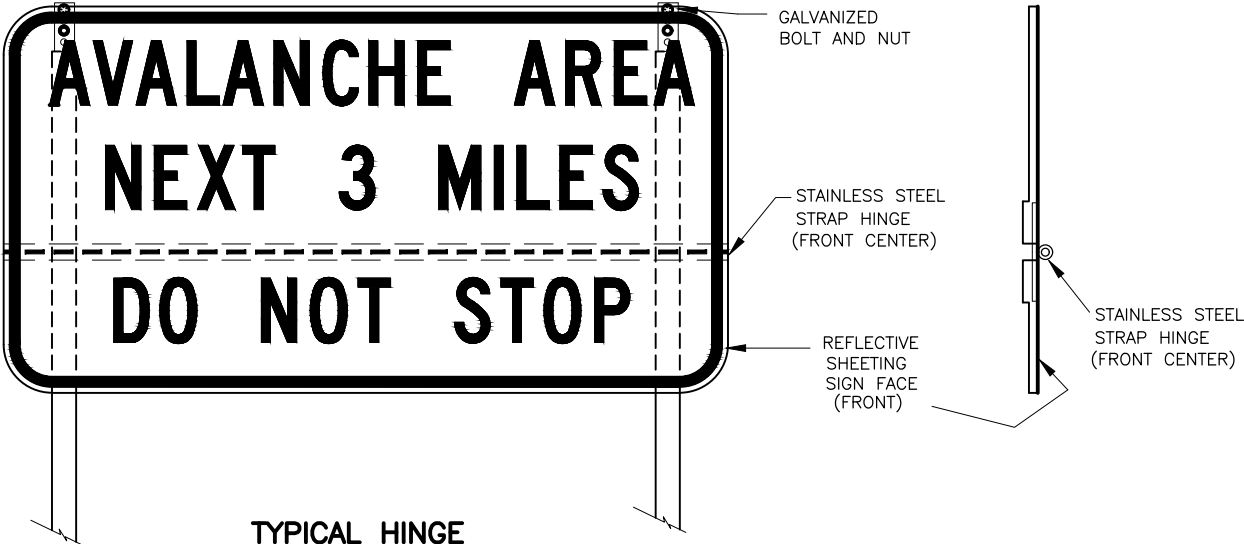 AVALANCHE AREA
NEXT 3 MILES
DO NOT STOP
GALVANIZED
BOLT AND NUT
STAINLESS STEEL
STRAP HINGE
(FRONT CENTER)
REFLECTIVE
SHEETING
SIGN FACE
(FRONT)
STAINLESS STEEL
STRAP HINGE
(FRONT CENTER)
TYPICAL HINGE